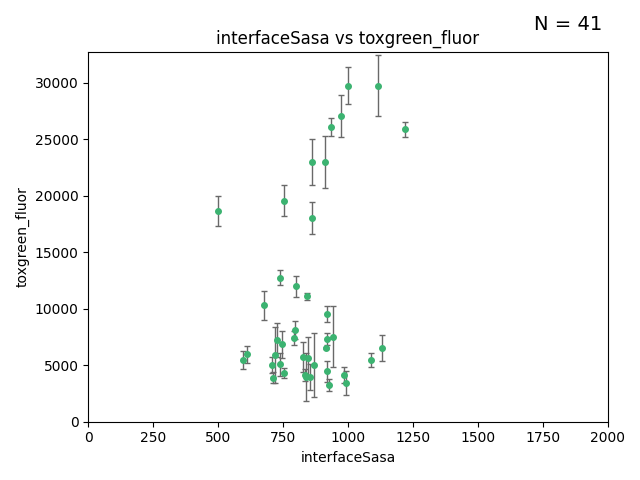 N = 41
interfaceSasa vs toxgreen_fluor
30000
25000
20000
15000
10000
5000
0
toxgreen_fluor
0 250 500 750 1000 1250 1500 1750 2000
interfaceSasa